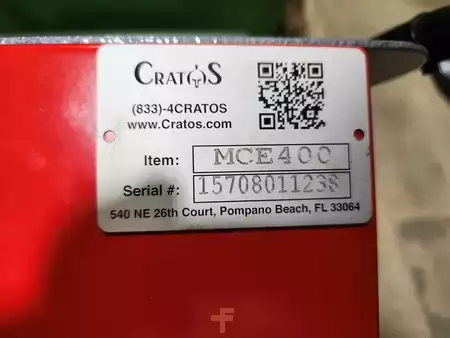 CRATOS
(833)-4CRATOS
www.Cratos.com
Item: MCE400
Serial #: 15708011238
540 NE 26th Court, Pompano Beach, FL 33064